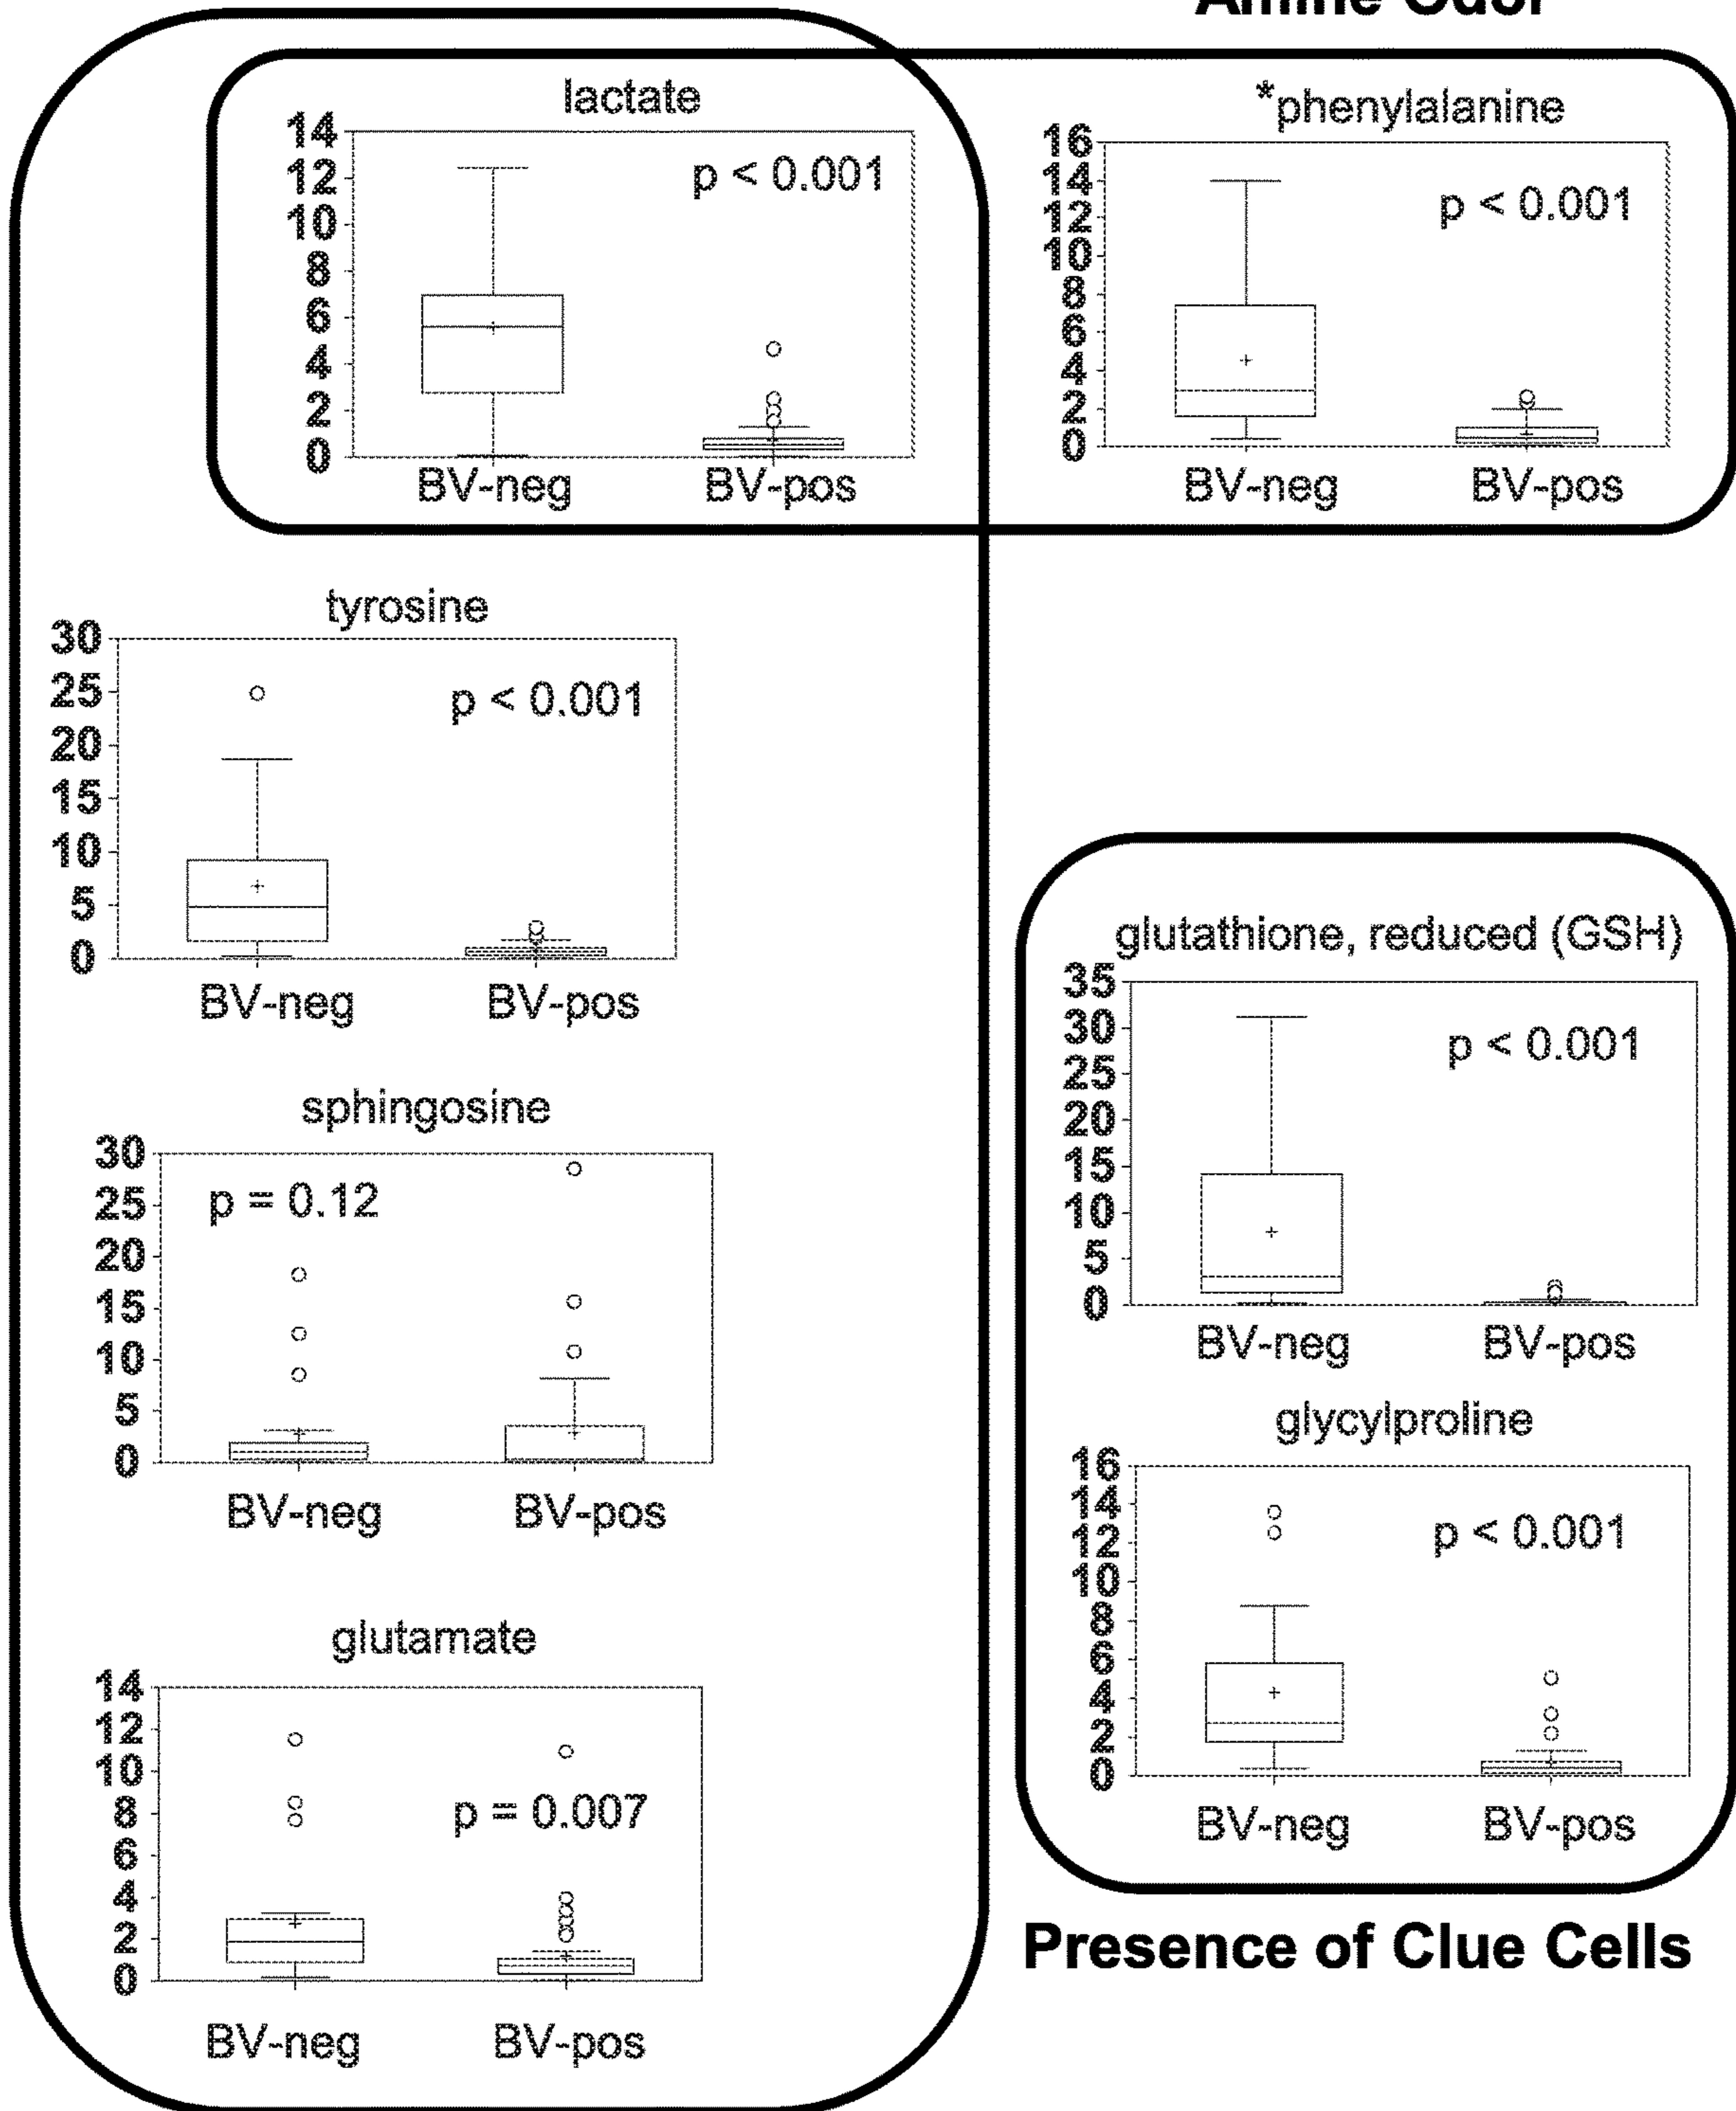 Amine Odor
lactate
14
12
10
8
6
4
2
0
p < 0.001
BV-neg BV-pos
*phenylalanine
16
14
12
10
8
6
4
2
0
p < 0.001
BV-neg BV-pos
tyrosine
30
25
20
15
10
5
0
p < 0.001
BV-neg BV-pos
sphingosine
30
25
20
15
10
5
0
p = 0.12
BV-neg BV-pos
glutamate
14
12
10
8
6
4
2
0
p = 0.007
BV-neg BV-pos
glutathione, reduced (GSH)
35
30
25
20
15
10
5
0
p < 0.001
BV-neg BV-pos
glycylproline
16
14
12
10
8
6
4
2
0
p < 0.001
BV-neg BV-pos
Presence of Clue Cells